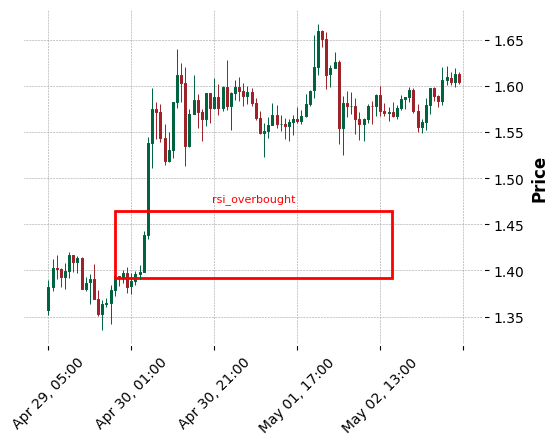 1.65
1.60
1.55
1.50
1.45
1.40
1.35
Price
rsi_overbought
Apr 29, 05:00
Apr 30, 01:00
Apr 30, 21:00
May 01, 17:00
May 02, 13:00